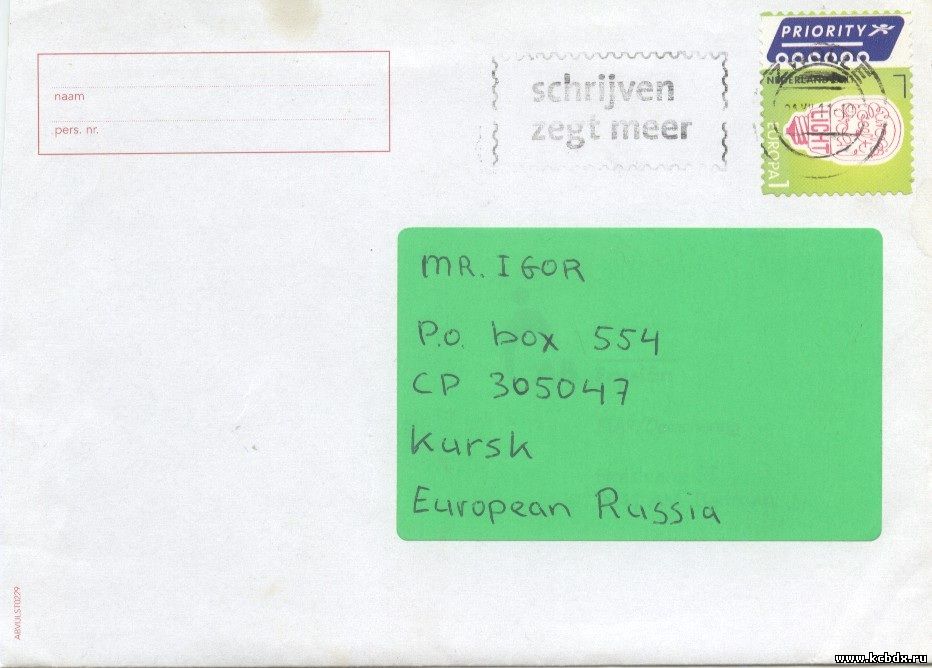 naam
pers. nr.
schrijven
zegt meer
PRIORITY
NEDERLAND
LICHT
EUROPA 1
MR. IGOR
P.O. box 554
CP 305047
Kursk
European Russia
www.kcbdx.ru